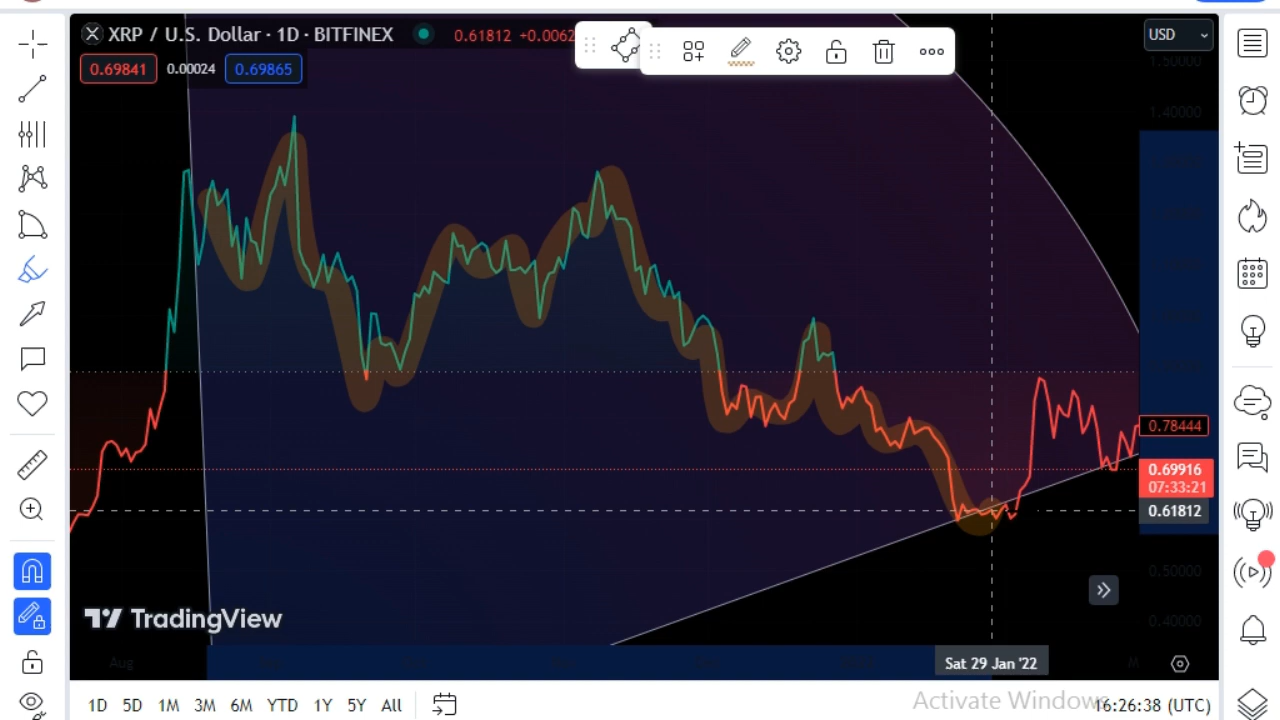 XRP / U.S. Dollar · 1D · BITFINEX
0.61812 +0.0062
USD
0.69841 0.00024 0.69865
1.50000
1.40000
0.78444
0.69916
07:33:21
0.61812
0.50000
0.40000
TradingView
Aug
Sat 29 Jan '22
M
1D 5D 1M 3M 6M YTD 1Y 5Y All
Activate Windows
16:26:38 (UTC)